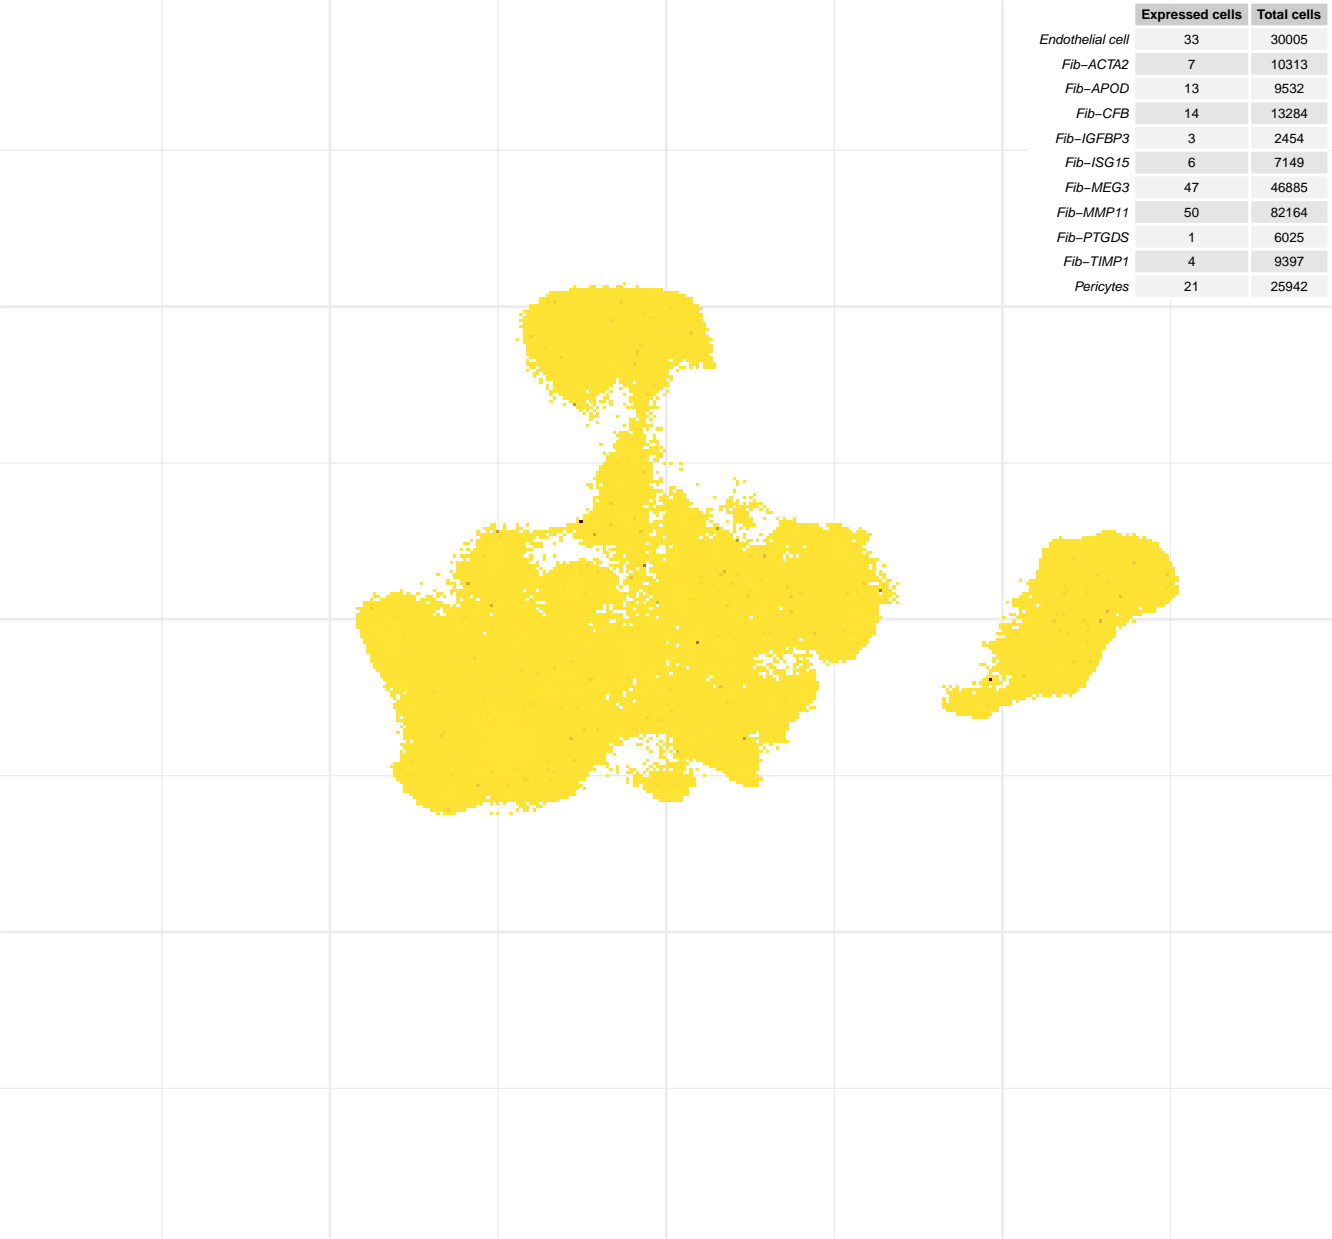 Expressed cells Total cells
Endothelial cell 33 30005
Fib−ACTA2 7 10313
Fib−APOD 13 9532
Fib−CFB 14 13284
Fib−IGFBP3 3 2454
Fib−ISG15 6 7149
Fib−MEG3 47 46885
Fib−MMP11 50 82164
Fib−PTGDS 1 6025
Fib−TIMP1 4 9397
Pericytes 21 25942